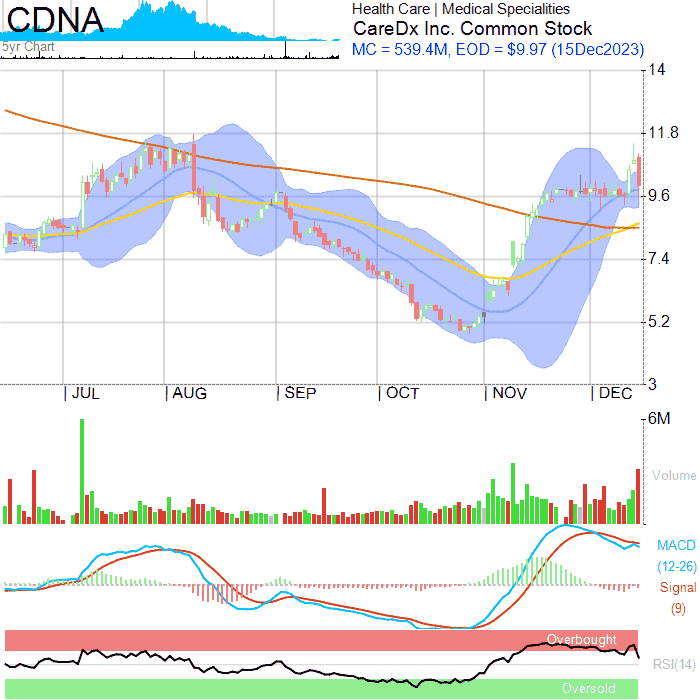 CDNA
5yr Chart
Health Care | Medical Specialities
CareDx Inc. Common Stock
MC = 539.4M, EOD = $9.97 (15Dec2023)
14
11.8
9.6
7.4
5.2
3
JUL AUG SEP OCT NOV DEC
6M
Volume
MACD
(12-26)
Signal
(9)
Overbought
RSI(14)
Oversold